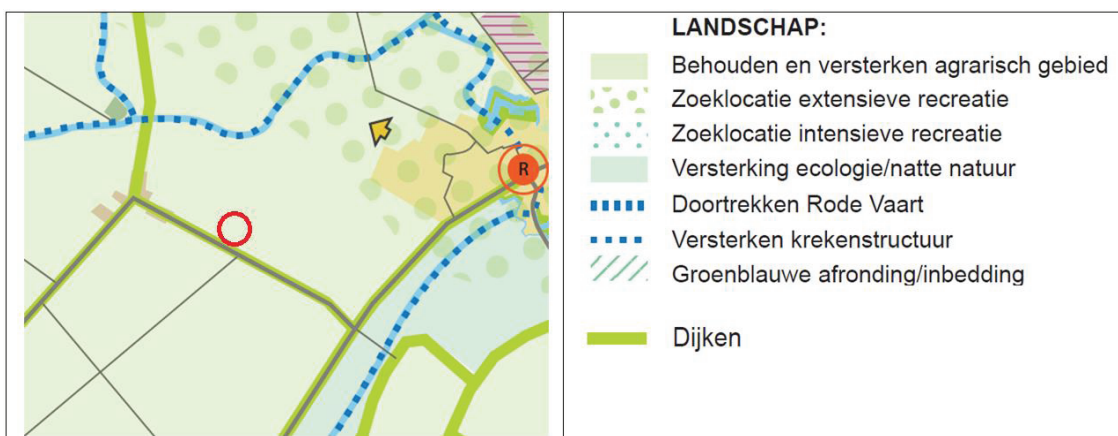 R
LANDSCHAP:
Behouden en versterken agrarisch gebied
Zoeklocatie extensieve recreatie
Zoeklocatie intensieve recreatie
Versterking ecologie/natte natuur
Doortrekken Rode Vaart
Versterken krekenstructuur
Groenblauwe afronding/inbedding
Dijken